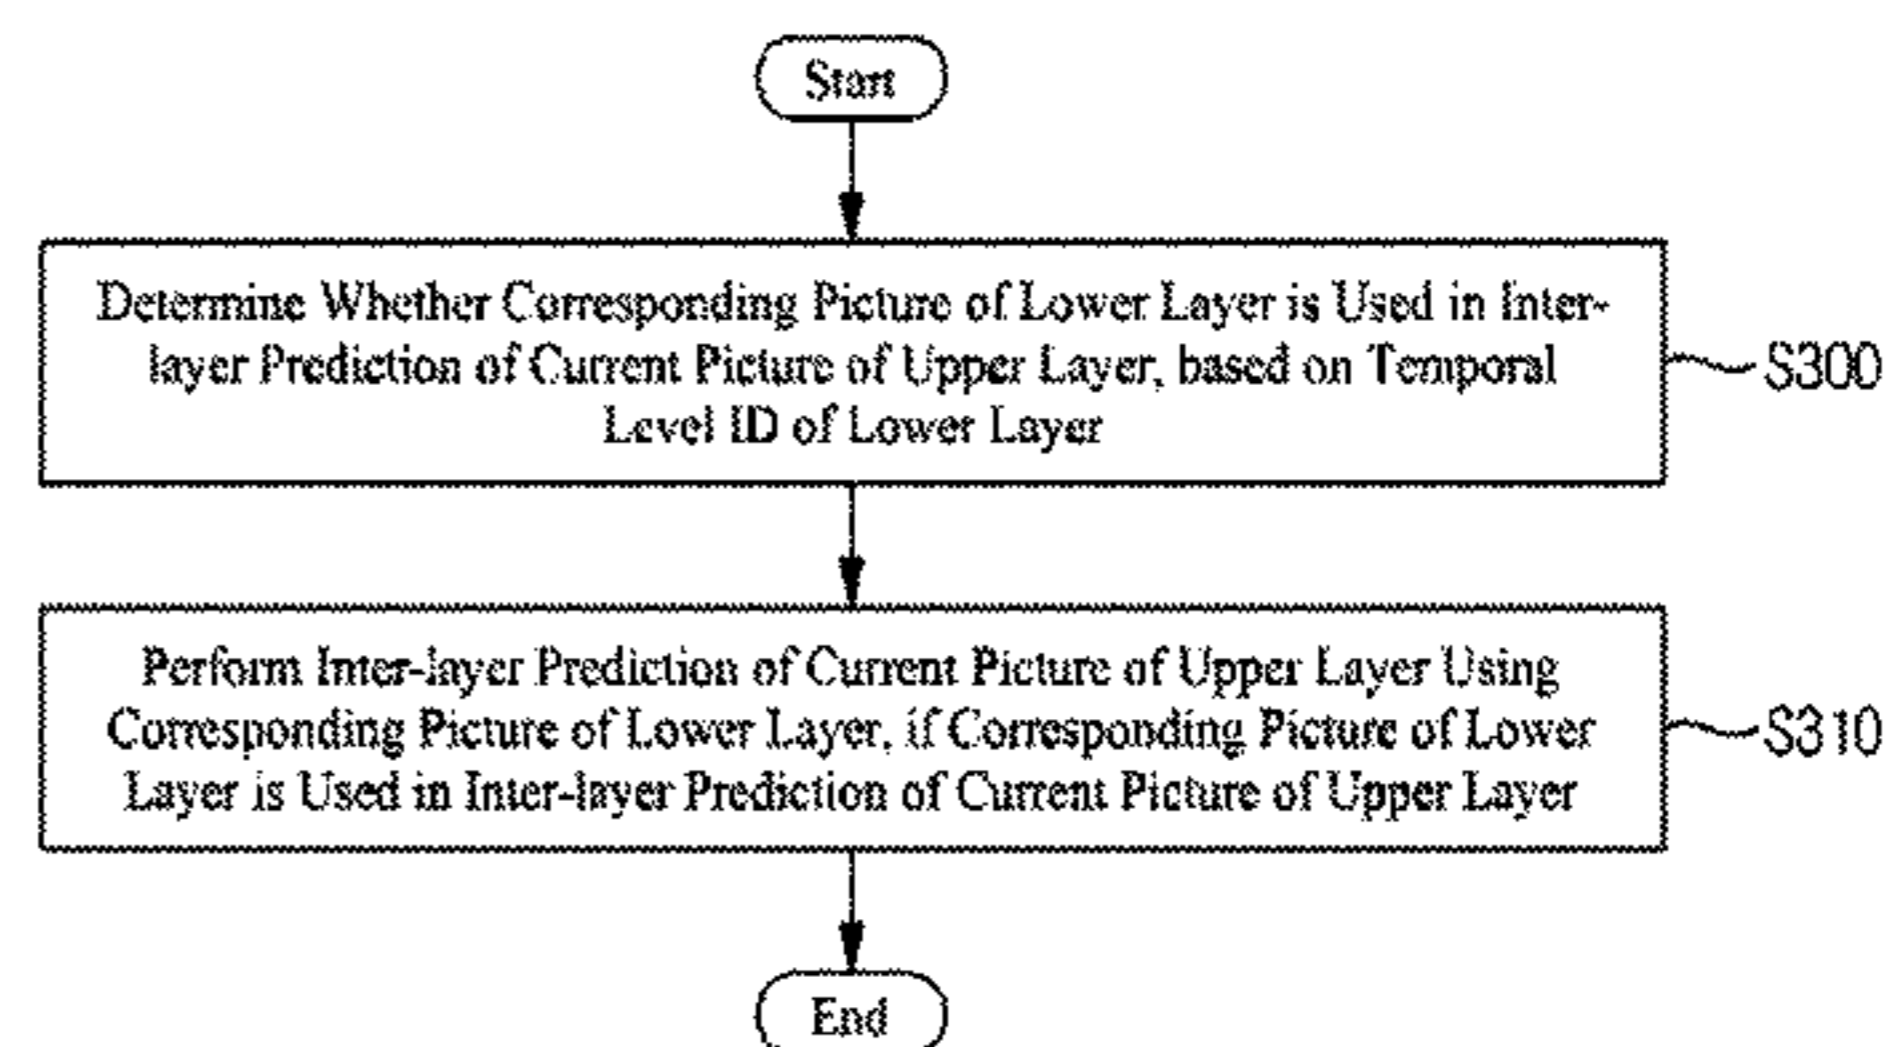 Start
Determine Whether Corresponding Picture of Lower Layer is Used in Inter-
layer Prediction of Current Picture of Upper Layer, based on Temporal
Level ID of Lower Layer
S300
Perform Inter-layer Prediction of Current Picture of Upper Layer Using
Corresponding Picture of Lower Layer, if Corresponding Picture of Lower
Layer is Used in Inter-layer Prediction of Current Picture of Upper Layer
S310
End